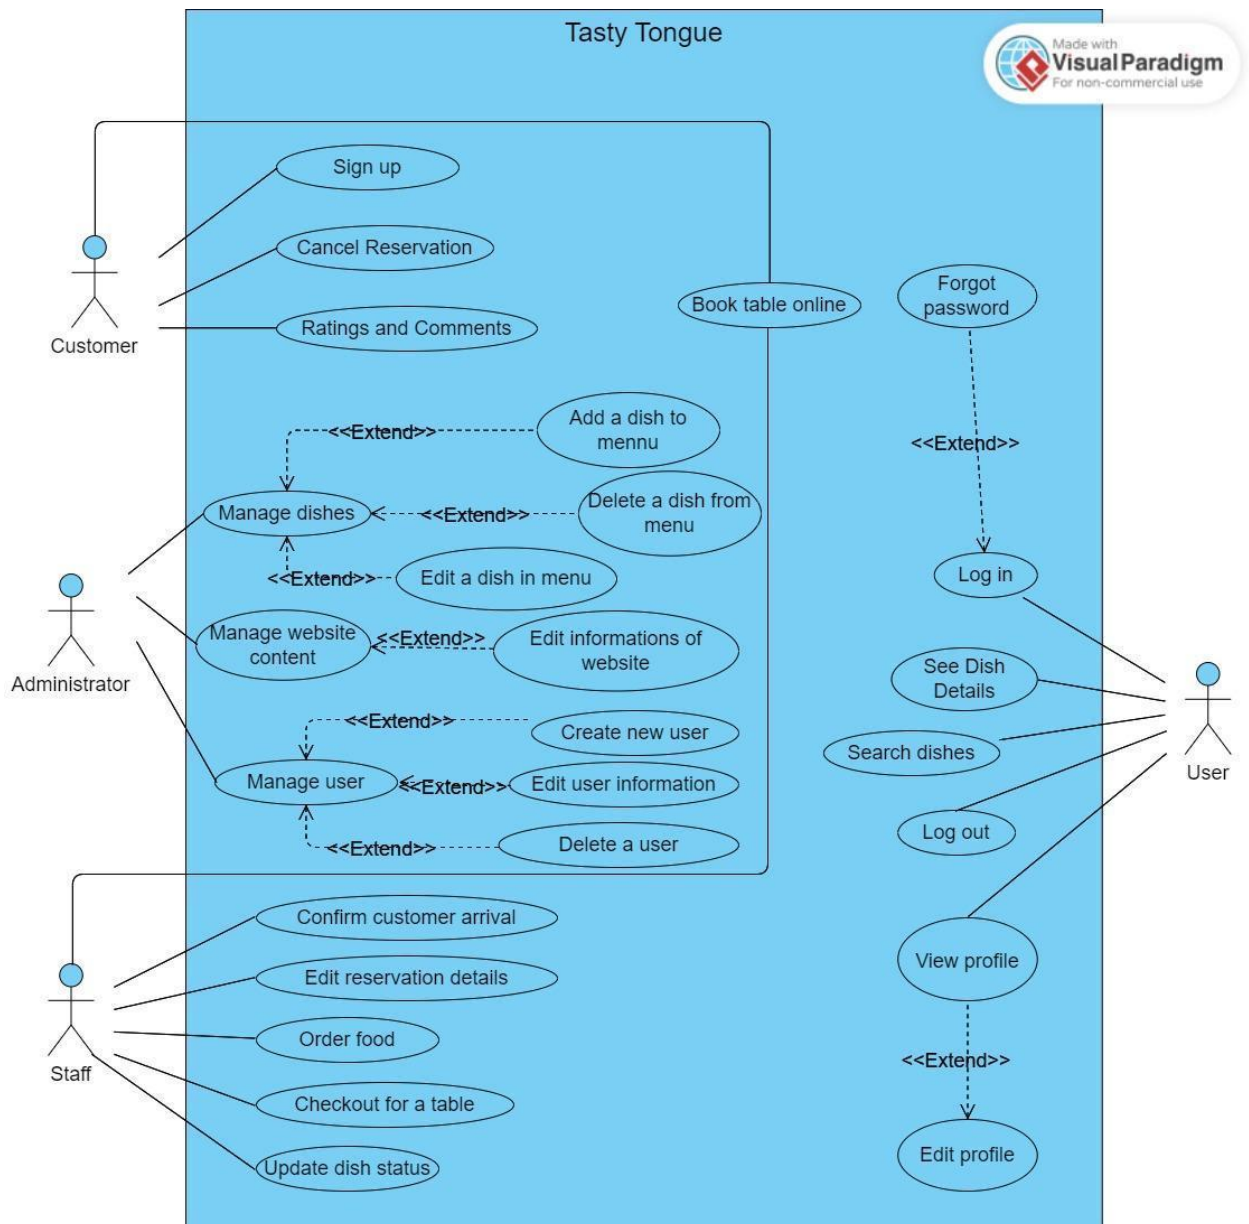 Tasty Tongue
Made with
VisualParadigm
For non-commercial use
Sign up
Cancel Reservation
Ratings and Comments
Customer
Book table online
Forgot
password
<<Extend>>
Log in
Add a dish to
mennu
<<Extend>>
Delete a dish from
menu
<<Extend>>
Manage dishes
Edit a dish in menu
<<Extend>>
Administrator
Manage website
content
<<Extend>>
Edit informations of
website
<<Extend>>
Create new user
Manage user
<<Extend>>
Edit user information
<<Extend>>
Delete a user
See Dish
Details
Search dishes
User
Log out
Confirm customer arrival
Edit reservation details
Order food
Staff
Checkout for a table
Update dish status
View profile
<<Extend>>
Edit profile